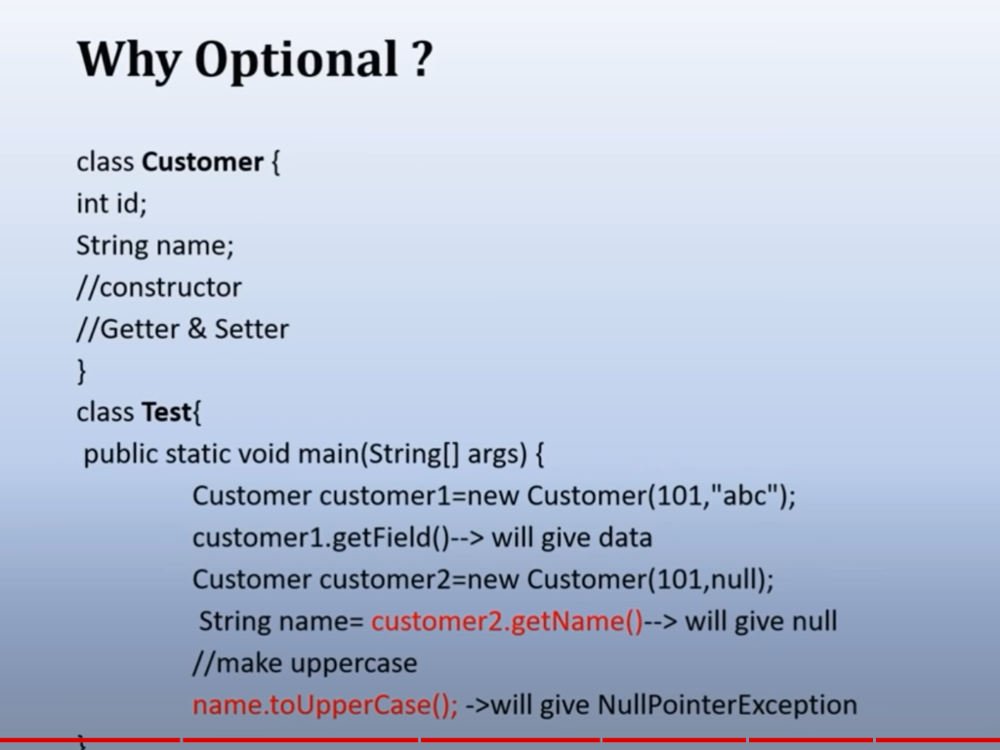 Why Optional ?
class Customer {
int id;
String name;
//constructor
//Getter & Setter
}
class Test{
public static void main(String[] args) {
Customer customer1=new Customer(101,"abc");
customer1.getField()--> will give data
Customer customer2=new Customer(101,null);
String name= customer2.getName()--> will give null
//make uppercase
name.toUpperCase(); ->will give NullPointerException
}